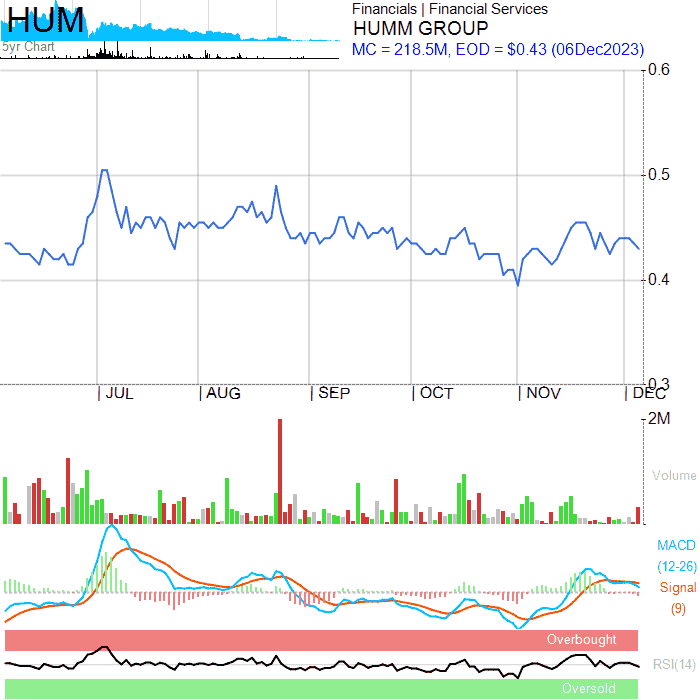 HUM
5yr Chart
Financials | Financial Services
HUMM GROUP
MC = 218.5M, EOD = $0.43 (06Dec2023)
0.6
0.5
0.4
0.3
JUL AUG SEP OCT NOV DEC
2M
Volume
MACD
(12-26)
Signal
(9)
Overbought
RSI(14)
Oversold